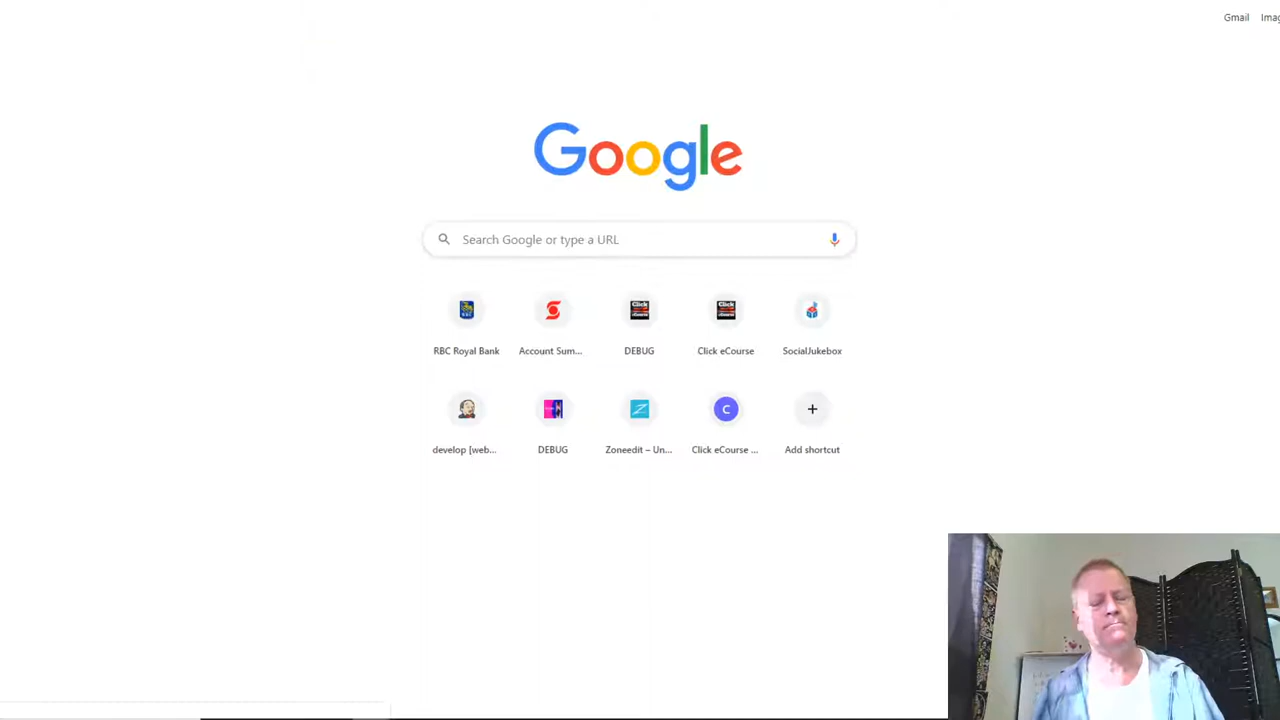 Gmail
Imag
Google
Search Google or type a URL
RBC Royal Bank
Account Sum...
DEBUG
Click eCourse
SocialJukebox
develop [web...
DEBUG
Zoneedit – Un...
C
Click eCourse ...
Add shortcut